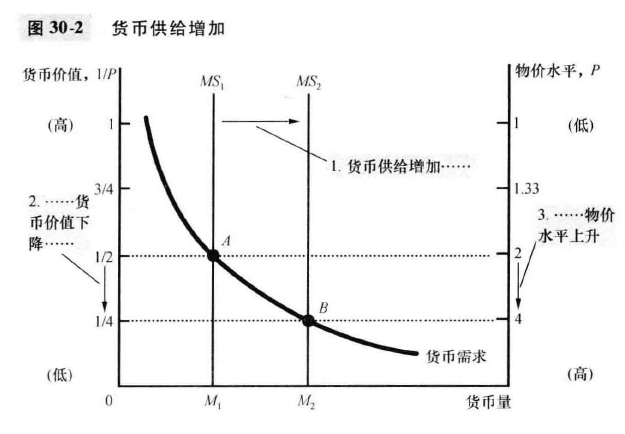 图 30-2 货币供给增加
货币价值，1/P
MS₁
MS₂
物价水平，P
(高)
1
1
(低)
1. 货币供给增加……
3/4
1.33
2. ……货
币价值下
降……
3. ……物价
水平上升
A
1/2
2
B
1/4
4
货币需求
(低)
(高)
0
M₁
M₂
货币量